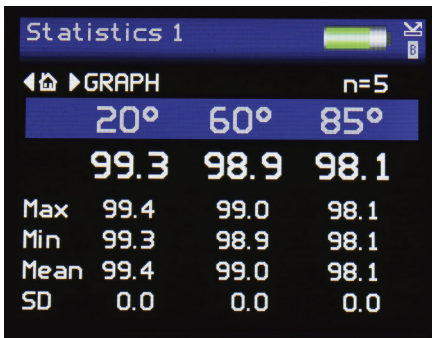 Statistics 1
B
GRAPH n=5
20° 60° 85°
99.3 98.9 98.1
Max 99.4 99.0 98.1
Min 99.3 98.9 98.1
Mean 99.4 99.0 98.1
SD 0.0 0.0 0.0